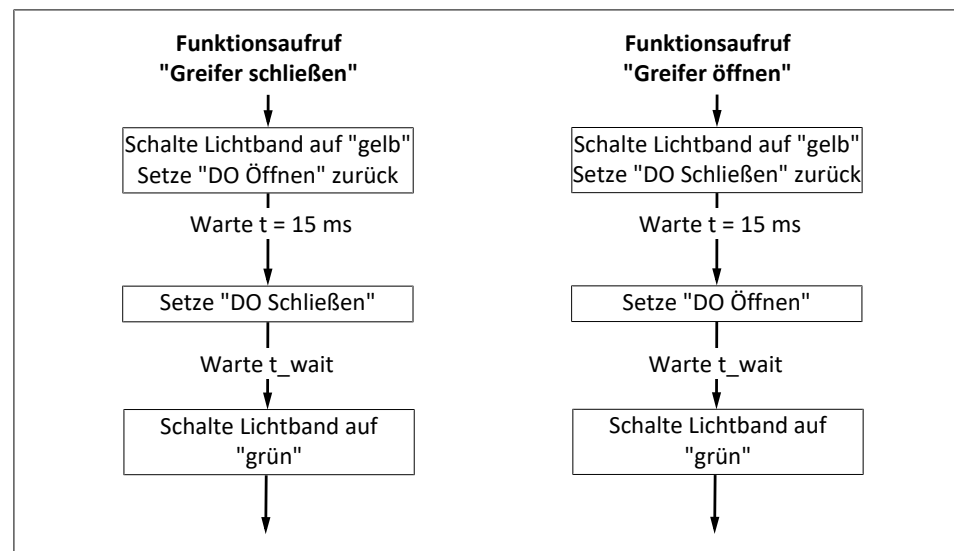 Funktionsaufruf
"Greifer schließen"
Schalte Lichtband auf "gelb"
Setze "DO Öffnen" zurück
Warte t = 15 ms
Setze "DO Schließen"
Warte t_wait
Schalte Lichtband auf
"grün"
Funktionsaufruf
"Greifer öffnen"
Schalte Lichtband auf "gelb"
Setze "DO Schließen" zurück
Warte t = 15 ms
Setze "DO Öffnen"
Warte t_wait
Schalte Lichtband auf
"grün"